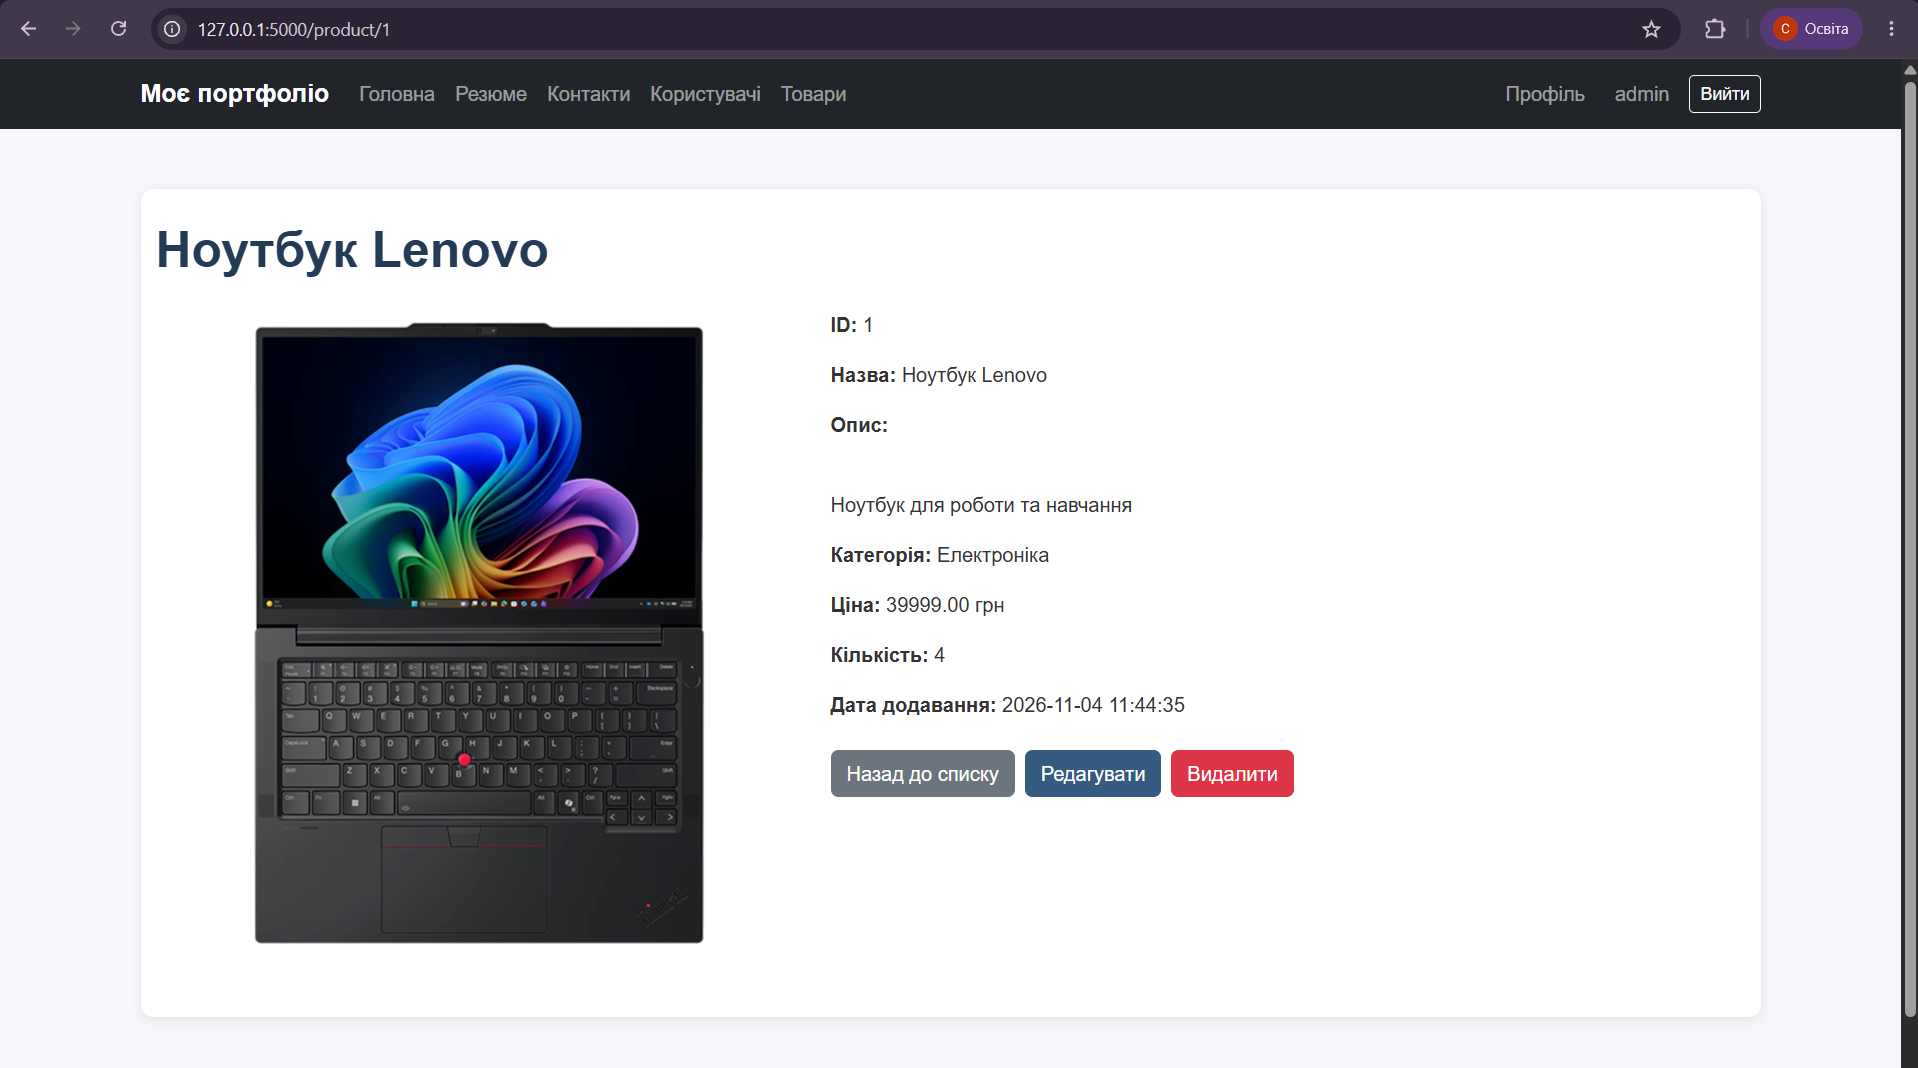 127.0.0.1:5000/product/1
С Освіта
Моє портфоліо Головна Резюме Контакти Користувачі Товари Профіль admin Вийти
Ноутбук Lenovo
ID: 1
Назва: Ноутбук Lenovo
Опис:
Ноутбук для роботи та навчання
Категорія: Електроніка
Ціна: 39999.00 грн
Кількість: 4
Дата додавання: 2026-11-04 11:44:35
Назад до списку Редагувати Видалити
Q W E R T Y U I O P
A S D F G H J K L
Z X C V B N M
ThinkPad